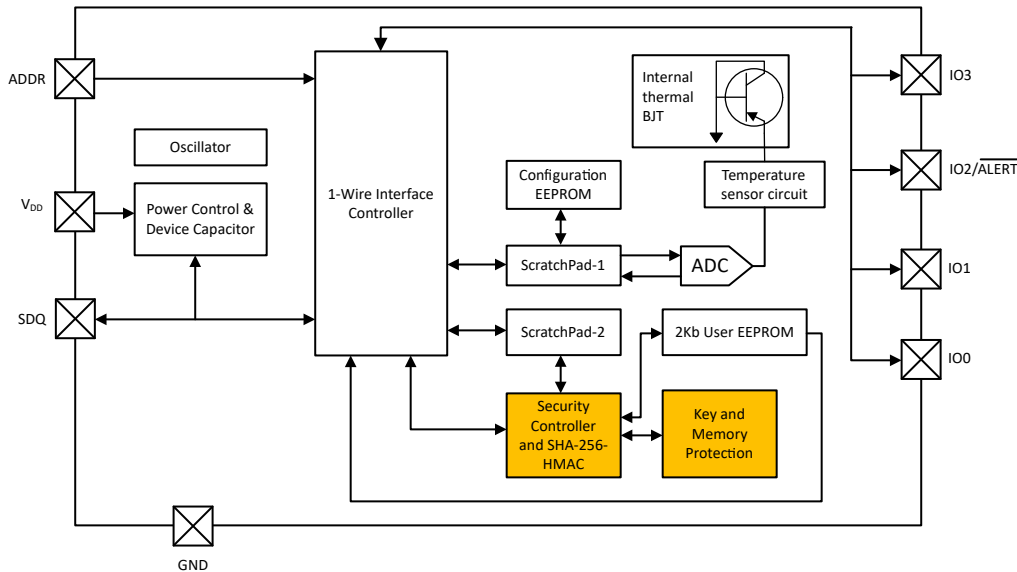 ADDR
V_DD
SDQ
GND
Oscillator
Power Control &
Device Capacitor
1-Wire Interface
Controller
Configuration
EEPROM
ScratchPad-1
ADC
Internal
thermal
BJT
Temperature
sensor circuit
ScratchPad-2
2Kb User EEPROM
Security
Controller
and SHA-256-
HMAC
Key and
Memory
Protection
IO3
IO2/A̅L̅E̅R̅T̅
IO1
IO0